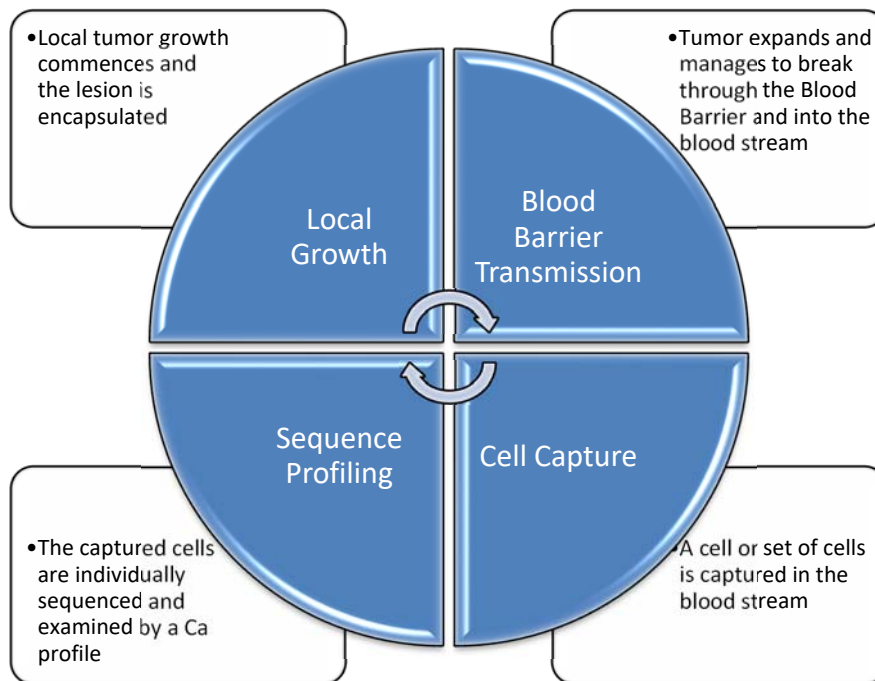 •Local tumor growth
commences and
the lesion is
encapsulated
•Tumor expands and
manages to break
through the Blood
Barrier and into the
blood stream
Local
Growth
Blood
Barrier
Transmission
Sequence
Profiling
Cell Capture
•The captured cells
are individually
sequenced and
examined by a Ca
profile
•A cell or set of cells
is captured in the
blood stream